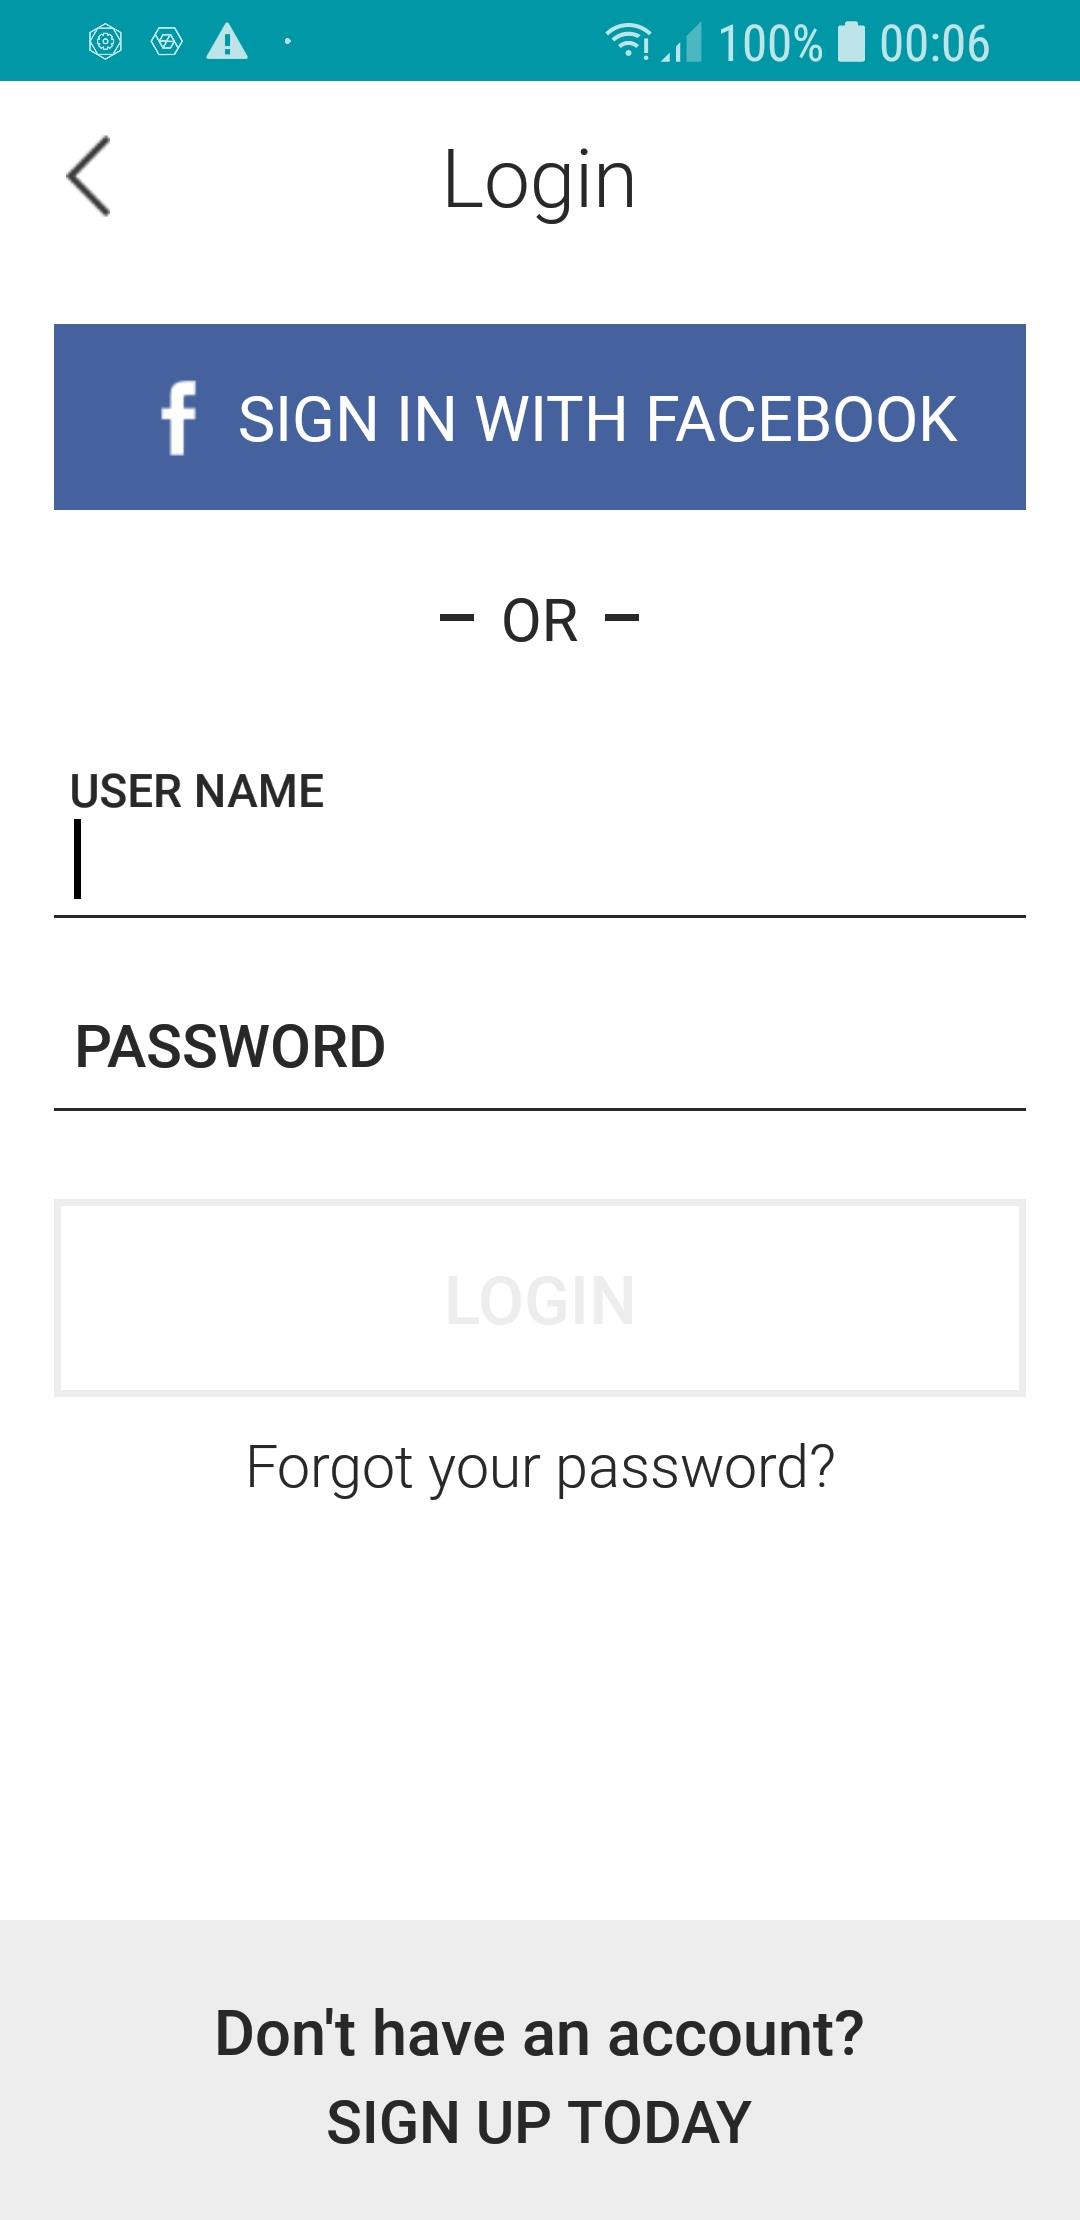 100% 00:06
Login
f SIGN IN WITH FACEBOOK
– OR –
USER NAME
PASSWORD
LOGIN
Forgot your password?
Don't have an account?
SIGN UP TODAY